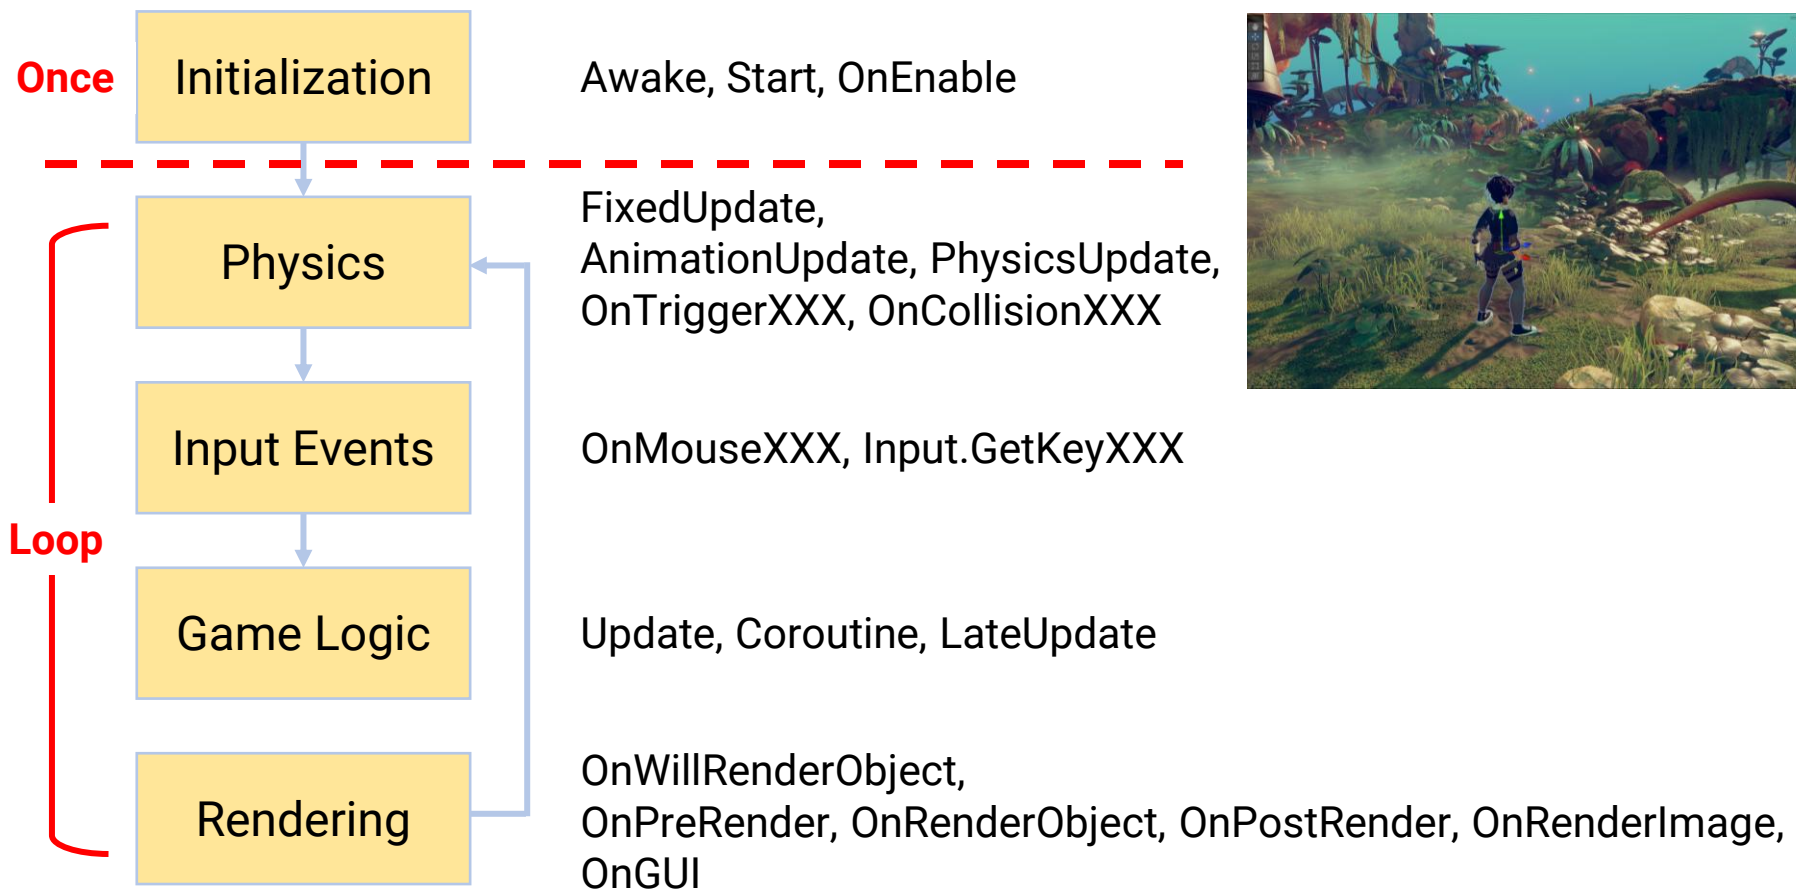 Once
Initialization
Awake, Start, OnEnable
Physics
FixedUpdate,
AnimationUpdate, PhysicsUpdate,
OnTriggerXXX, OnCollisionXXX
Input Events
OnMouseXXX, Input.GetKeyXXX
Loop
Game Logic
Update, Coroutine, LateUpdate
Rendering
OnWillRenderObject,
OnPreRender, OnRenderObject, OnPostRender, OnRenderImage,
OnGUI